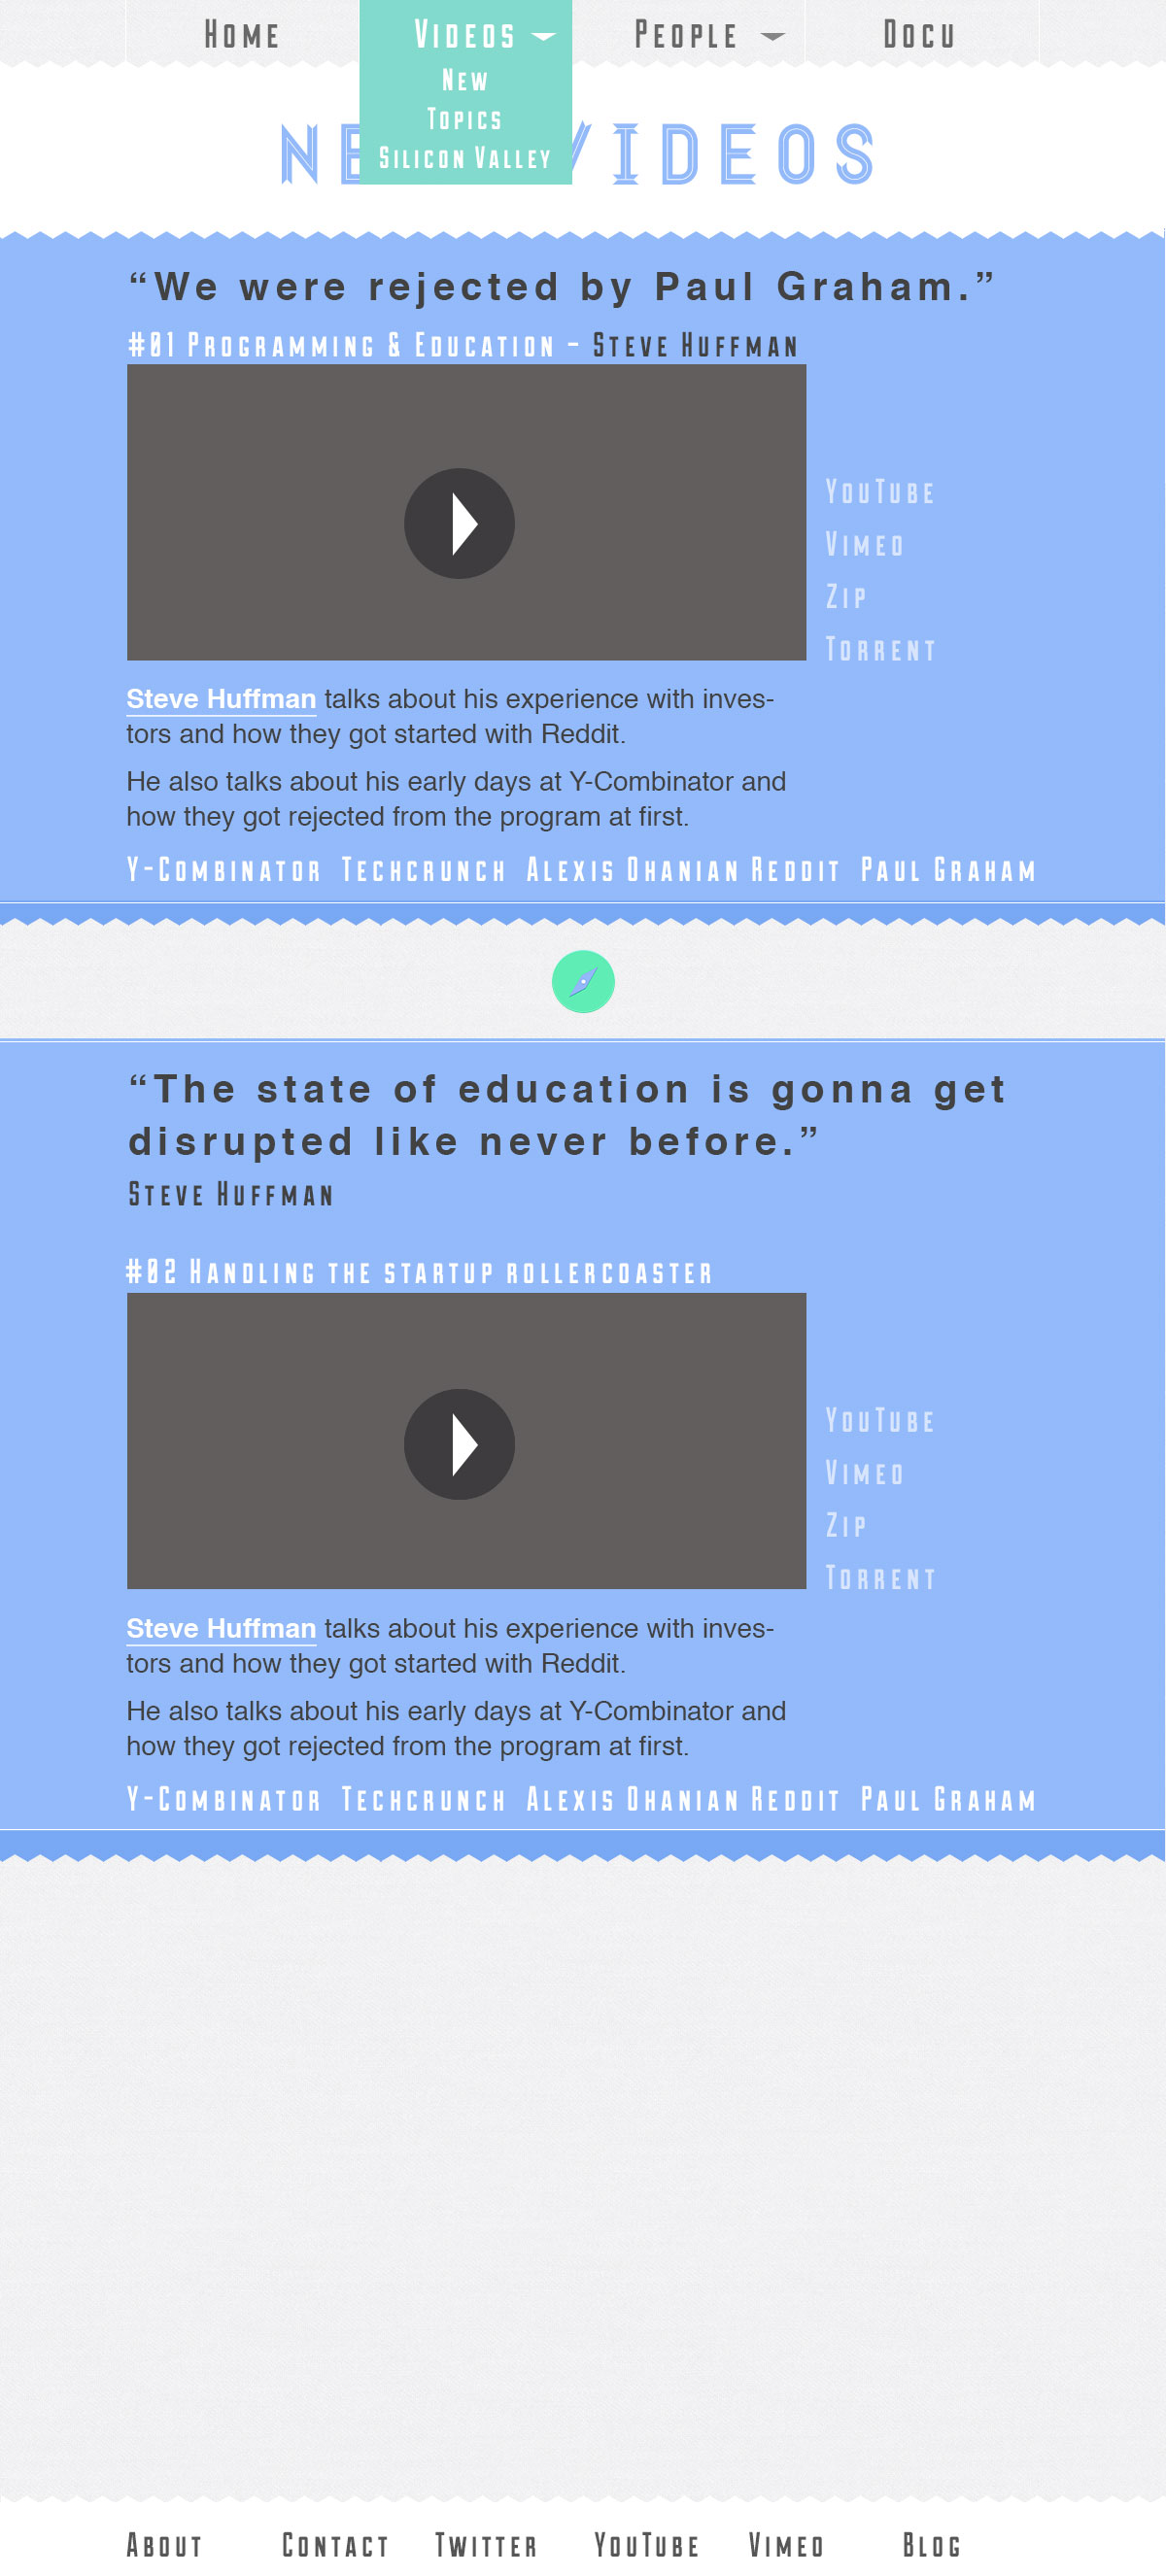 Home Videos People Docu
New
Topics
Silicon Valley
VIDEOS
“We were rejected by Paul Graham.”
#01 Programming & Education – Steve Huffman
YouTube
Vimeo
Zip
Torrent
Steve Huffman talks about his experience with inves-
tors and how they got started with Reddit.
He also talks about his early days at Y-Combinator and
how they got rejected from the program at first.
Y-Combinator Techcrunch Alexis Ohanian Reddit Paul Graham
“The state of education is gonna get
disrupted like never before.”
Steve Huffman
#02 Handling the startup rollercoaster
YouTube
Vimeo
Zip
Torrent
Steve Huffman talks about his experience with inves-
tors and how they got started with Reddit.
He also talks about his early days at Y-Combinator and
how they got rejected from the program at first.
Y-Combinator Techcrunch Alexis Ohanian Reddit Paul Graham
About Contact Twitter YouTube Vimeo Blog